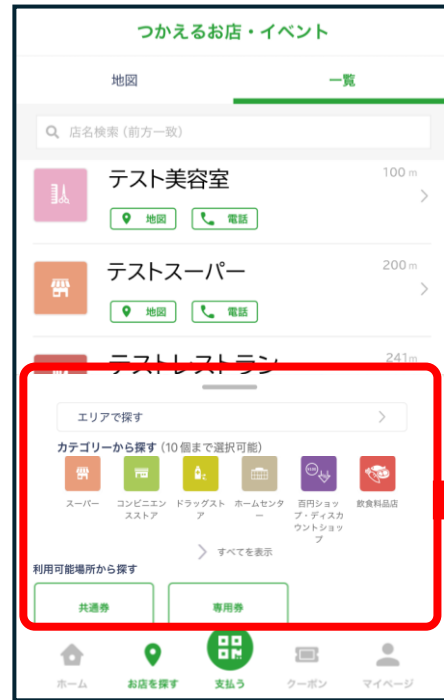 つかえるお店・イベント
地図
一覧
店名検索 (前方一致)
テスト美容室
100 m
地図
電話
テストスーパー
200 m
地図
電話
テストレストラン
241m
エリアで探す
カテゴリーから探す (10個まで選択可能)
スーパー
コンビニエン
スストア
ドラッグスト
ア
ホームセンタ
ー
百円ショッ
プ・ディスカ
ウントショッ
プ
飲食料品店
すべてを表示
利用可能場所から探す
共通券
専用券
ホーム
お店を探す
支払う
クーポン
マイページ